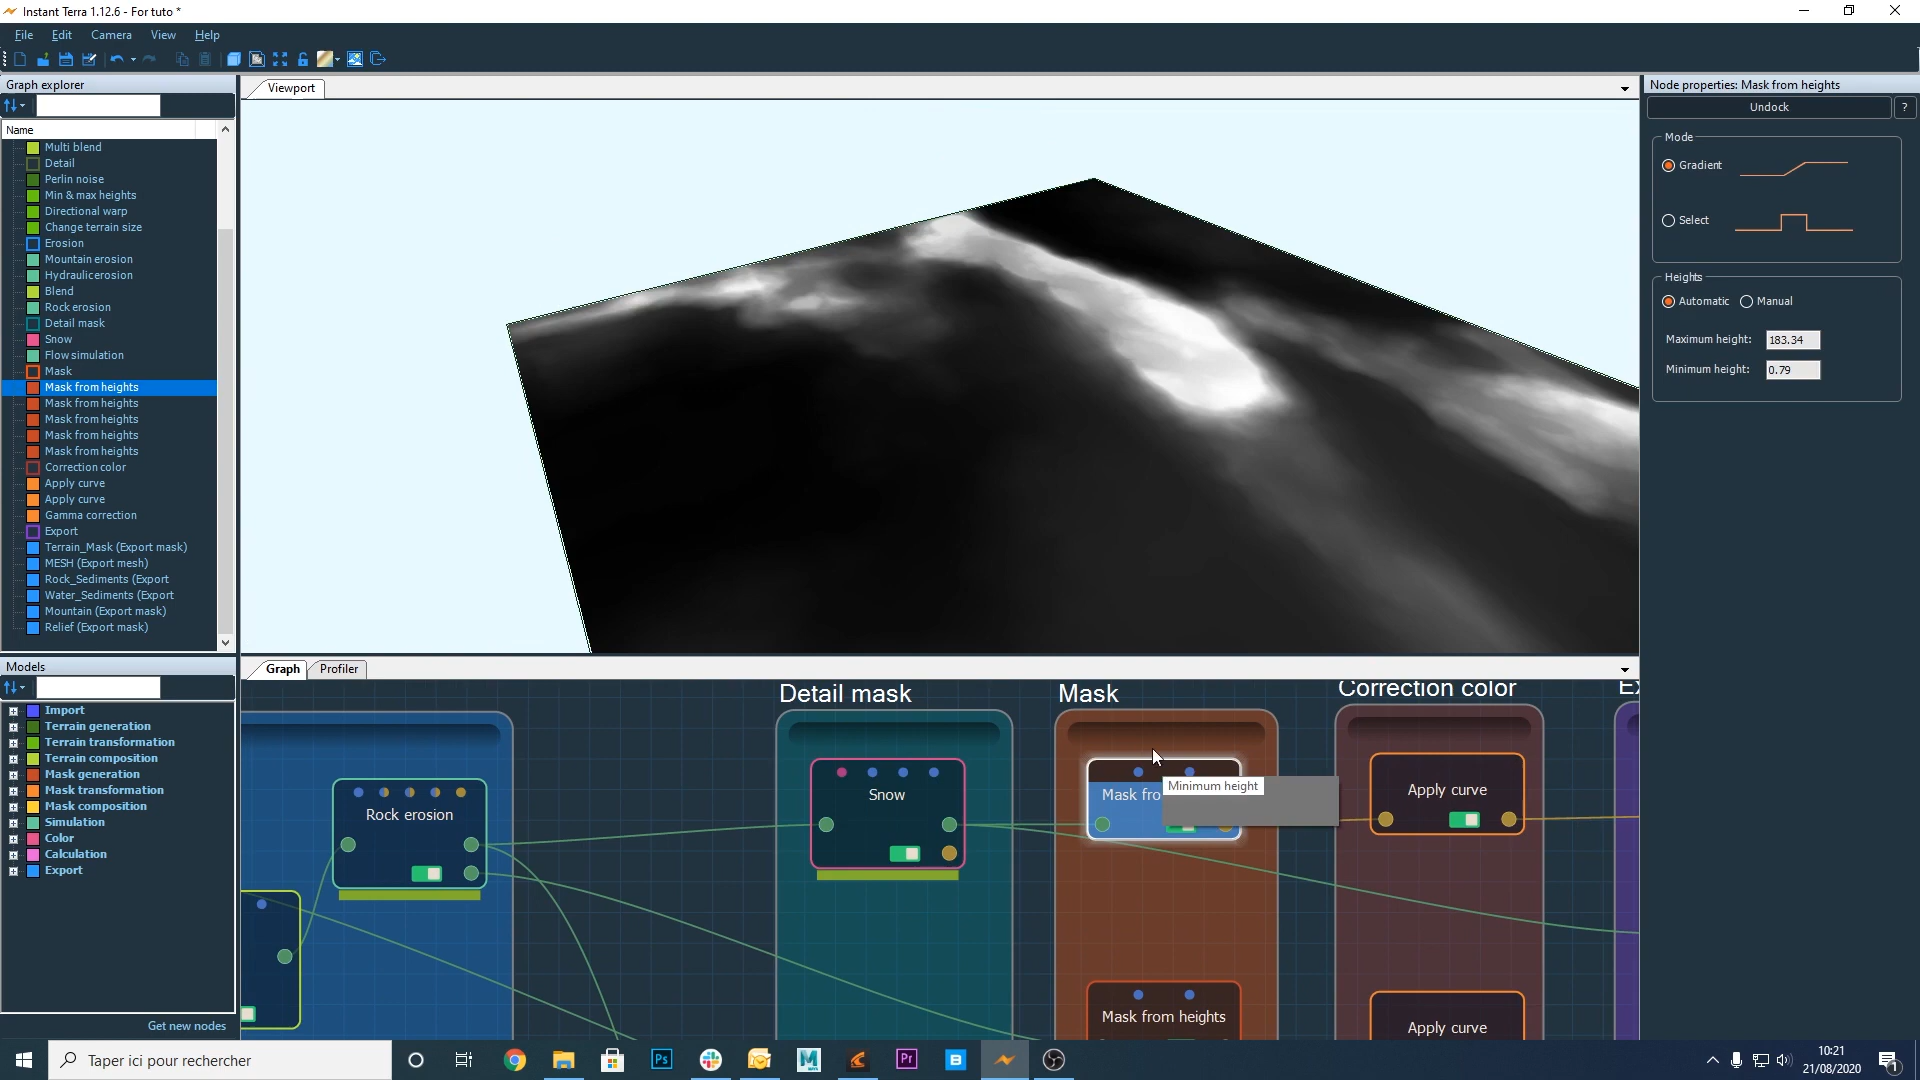 Instant Terra 1.12.6 - For tuto *
File Edit Camera View Help
Graph explorer
Name
Multi blend
Detail
Perlin noise
Min & max heights
Directional warp
Change terrain size
Erosion
Mountain erosion
Hydraulic erosion
Blend
Rock erosion
Detail mask
Snow
Flow simulation
Mask
Mask from heights
Mask from heights
Mask from heights
Mask from heights
Mask from heights
Correction color
Apply curve
Apply curve
Gamma correction
Export
Terrain_Mask (Export mask)
MESH (Export mesh)
Rock_Sediments (Export
Water_Sediments (Export
Mountain (Export mask)
Relief (Export mask)
Models
Import
Terrain generation
Terrain transformation
Terrain composition
Mask generation
Mask transformation
Mask composition
Simulation
Color
Calculation
Export
Get new nodes
Viewport
Graph Profiler
Detail mask
Mask
Correction color
Ex
Rock erosion
Snow
Mask fro
Minimum height
Apply curve
Mask from heights
Apply curve
Node properties: Mask from heights
Undock ?
Mode
Gradient
Select
Heights
Automatic Manual
Maximum height: 183.34
Minimum height: 0.79
Taper ici pour rechercher
Ps
M
Pr
10:21
21/08/2020
1